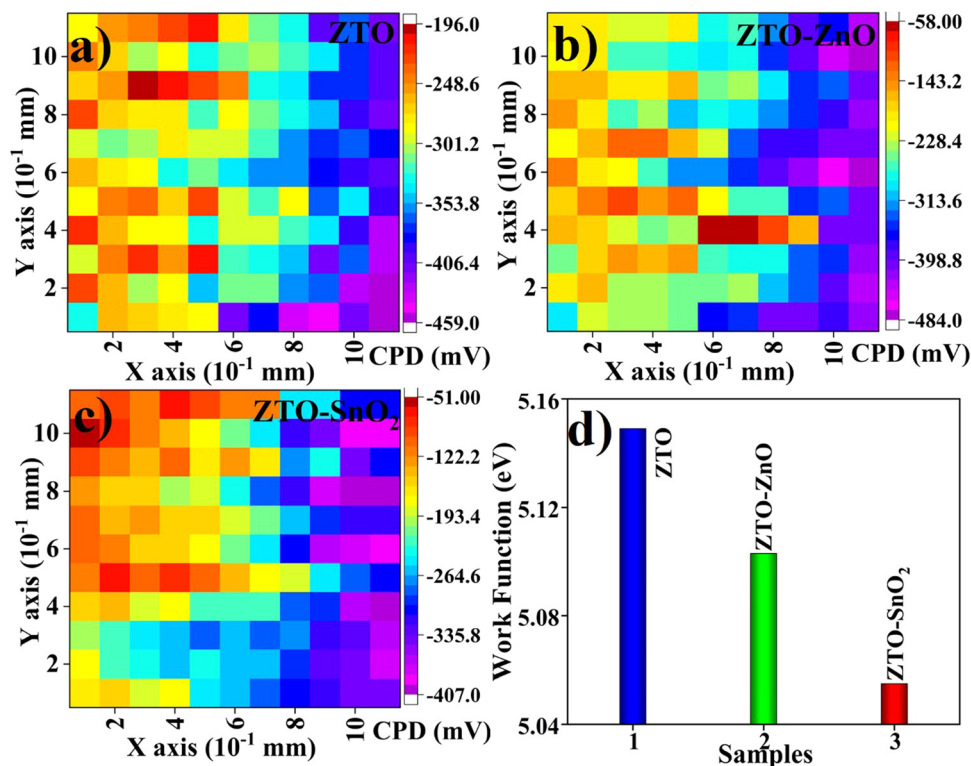 a)
ZTO
10
8
6
4
2
Y axis (10⁻¹ mm)
2
4
6
8
10
X axis (10⁻¹ mm)
-196.0
-248.6
-301.2
-353.8
-406.4
-459.0
CPD (mV)
b)
ZTO-ZnO
10
8
6
4
2
Y axis (10⁻¹ mm)
2
4
6
8
10
X axis (10⁻¹ mm)
-58.00
-143.2
-228.4
-313.6
-398.8
-484.0
CPD (mV)
c)
ZTO-SnO₂
10
8
6
4
2
Y axis (10⁻¹ mm)
2
4
6
8
10
X axis (10⁻¹ mm)
-51.00
-122.2
-193.4
-264.6
-335.8
-407.0
CPD (mV)
d)
5.16
5.12
5.08
5.04
Work Function (eV)
ZTO
ZTO-ZnO
ZTO-SnO₂
1
2
3
Samples